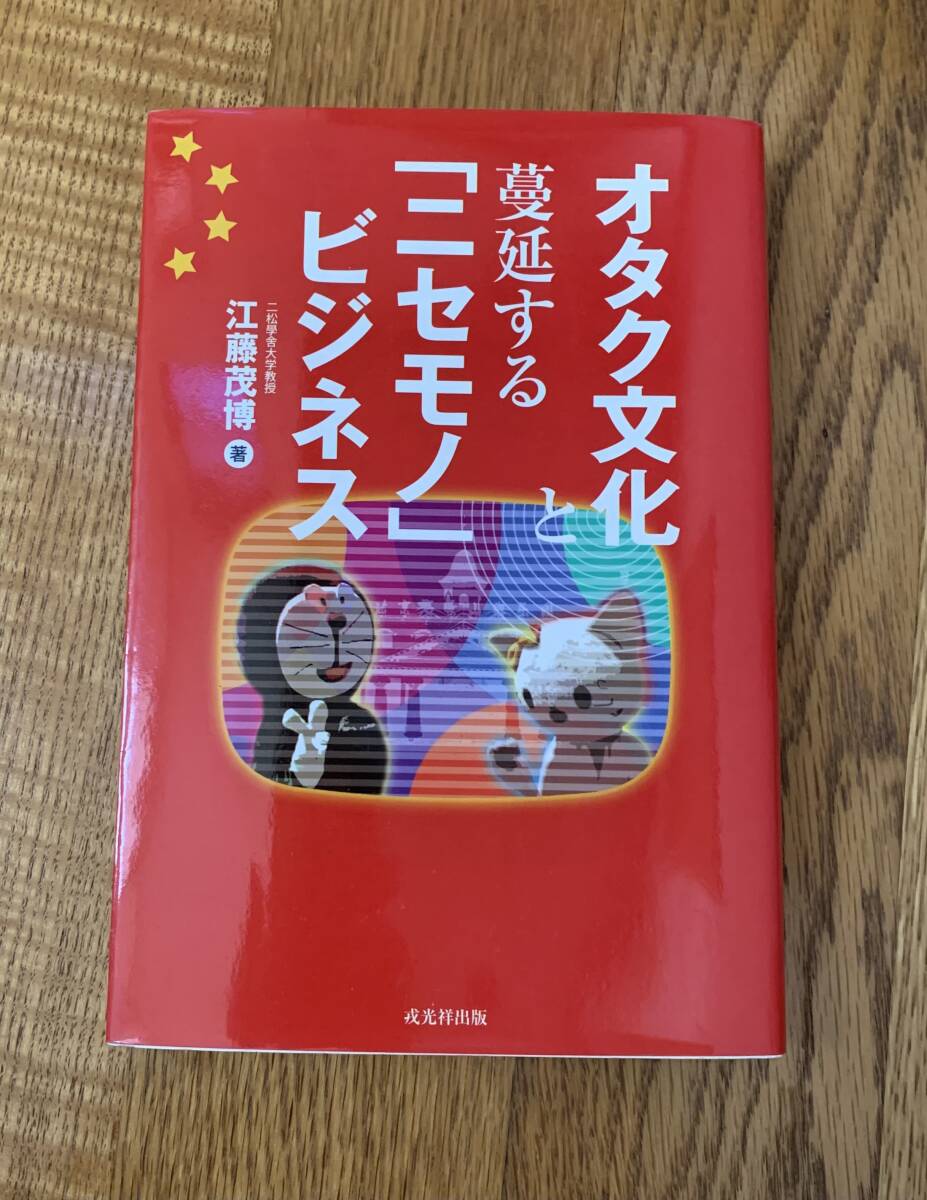 オタク文化と
蔓延する
「ニセモノ」
ビジネス
二松學舍大学教授
江藤茂博 著
戎光祥出版